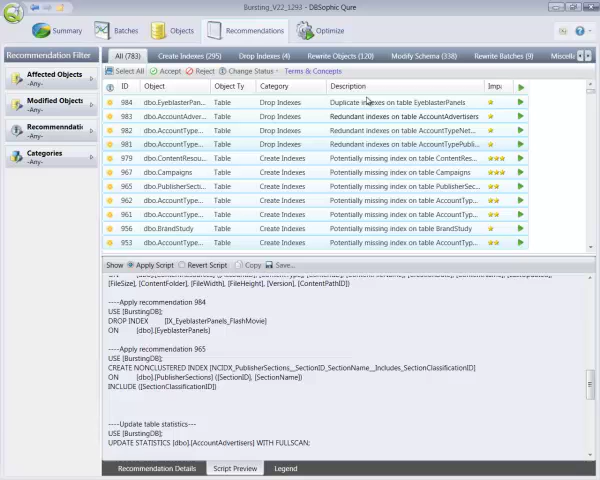 Bursting_V22_1293 - DBSophic Qure
Summary Batches Objects Recommendations Optimize
Recommendation Filter
All (783) Create Indexes (295) Drop Indexes (4) Rewrite Objects (120) Modify Schema (338) Rewrite Batches (9) Miscell
Select All Accept Reject Change Status Terms & Concepts
Affected Objects
-Any-
Modified Objects
-Any-
Recommendati
-Any-
Categories
-Any-
ID Object Object Ty Category Description Imp
984 dbo.EyeblasterPan... Table Drop Indexes Duplicate indexes on table EyeblasterPanels
983 dbo.AccountAdver... Table Drop Indexes Redundant indexes on table AccountAdvertisers
982 dbo.AccountType... Table Drop Indexes Redundant indexes on table AccountTypeNet...
981 dbo.AccountType... Table Drop Indexes Redundant indexes on table AccountTypePubli...
979 dbo.ContentResou... Table Create Indexes Potentially missing index on table ContentRes...
967 dbo.Campaigns Table Create Indexes Potentially missing index on table Campaigns
965 dbo.PublisherSecti... Table Create Indexes Potentially missing index on table PublisherSec...
962 dbo.AccountType... Table Create Indexes Potentially missing index on table AccountTyp...
961 dbo.AccountType... Table Create Indexes Potentially missing index on table AccountTyp...
956 dbo.BrandStudy Table Create Indexes Potentially missing index on table BrandStudy
953 dbo.AccountType... Table Create Indexes Potentially missing index on table AccountTyp...
Show Apply Script Revert Script Copy Save...
[FileSize], [ContentFolder], [FileWidth], [FileHeight], [Version], [ContentPathID])
----Apply recommendation 984
USE [BurstingDB];
DROP INDEX [IX_EyeblasterPanels_FlashMovie]
ON [dbo].[EyeblasterPanels]
----Apply recommendation 965
USE [BurstingDB];
CREATE NONCLUSTERED INDEX [NCIDX_PublisherSections__SectionID_SectionName__Includes_SectionClassificationID]
ON [dbo].[PublisherSections] ([SectionID], [SectionName])
INCLUDE ([SectionClassificationID])
----Update table statistics---
USE [BurstingDB];
UPDATE STATISTICS [dbo].[AccountAdvertisers] WITH FULLSCAN;
Recommendation Details Script Preview Legend